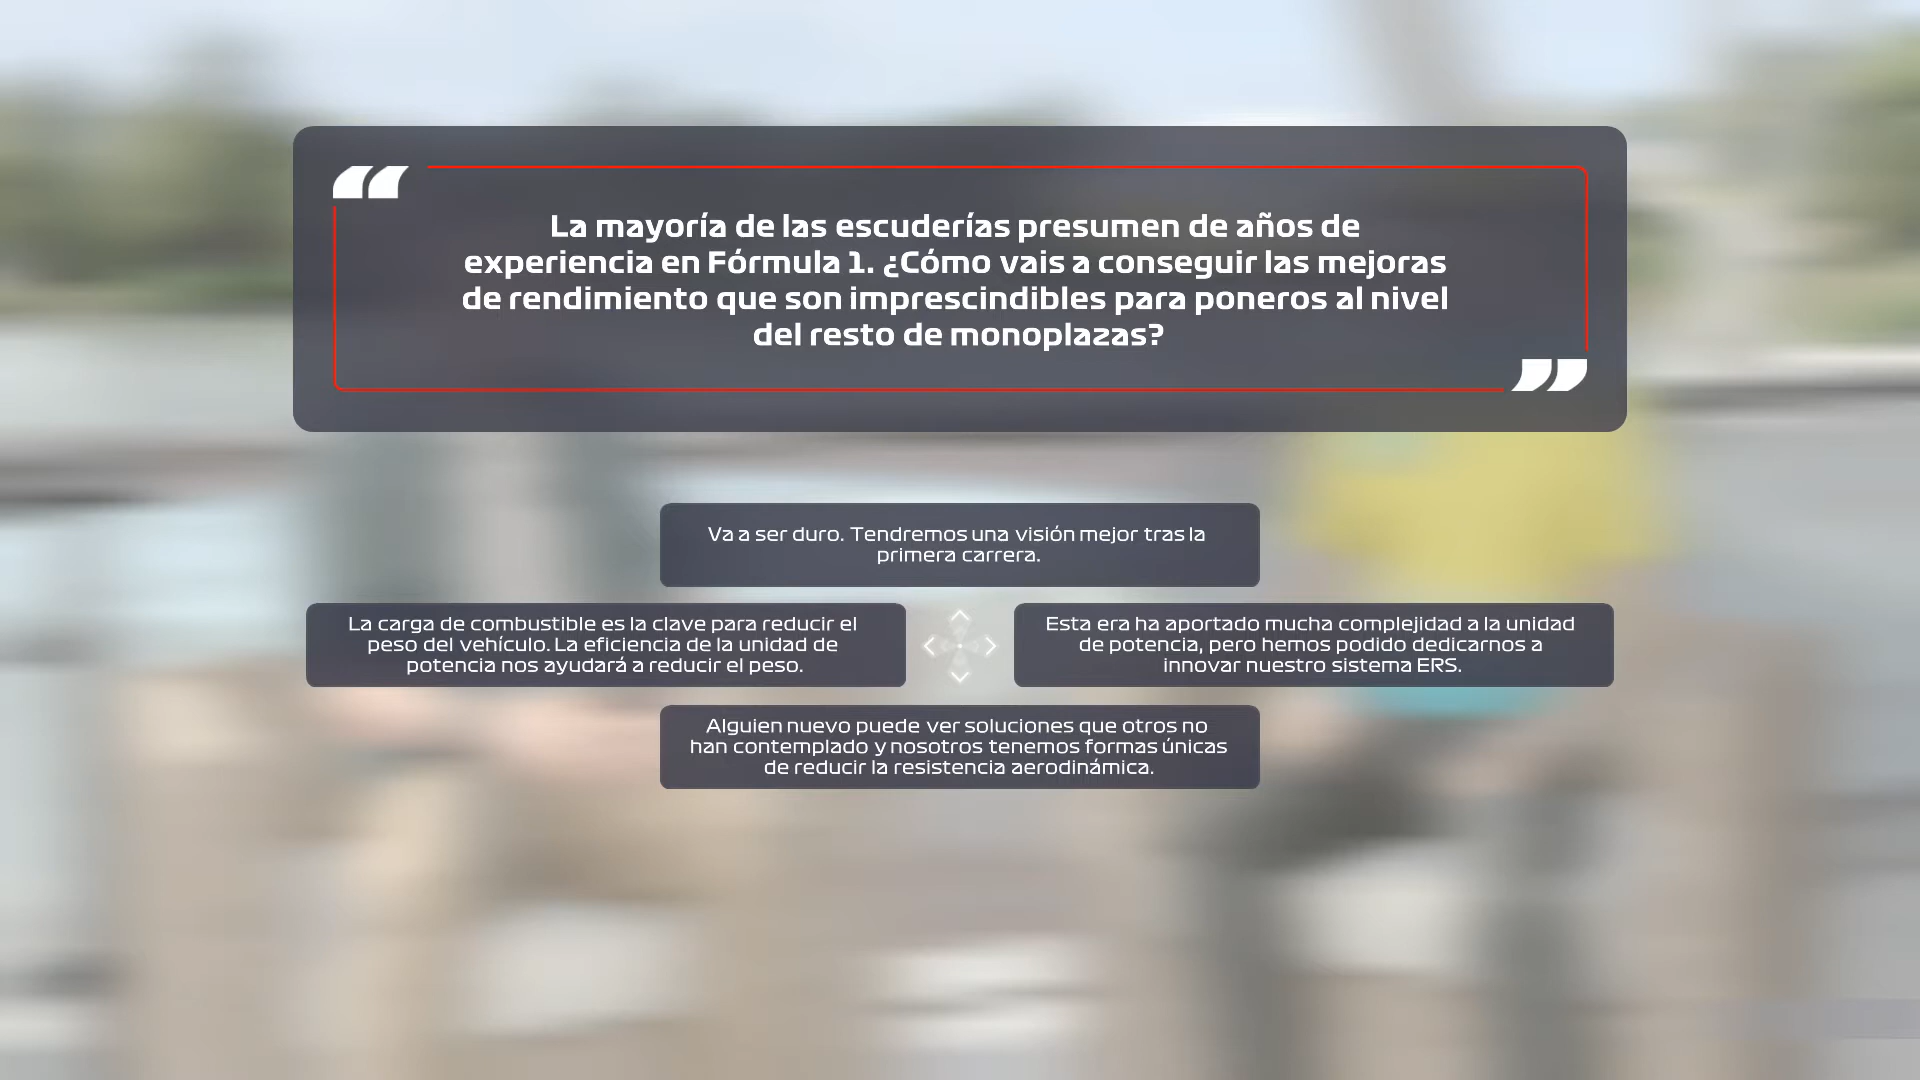 La mayoría de las escuderías presumen de años de
experiencia en Fórmula 1. ¿Cómo vais a conseguir las mejoras
de rendimiento que son imprescindibles para poneros al nivel
del resto de monoplazas?
Va a ser duro. Tendremos una visión mejor tras la
primera carrera.
La carga de combustible es la clave para reducir el
peso del vehículo. La eficiencia de la unidad de
potencia nos ayudará a reducir el peso.
Esta era ha aportado mucha complejidad a la unidad
de potencia, pero hemos podido dedicarnos a
innovar nuestro sistema ERS.
Alguien nuevo puede ver soluciones que otros no
han contemplado y nosotros tenemos formas únicas
de reducir la resistencia aerodinámica.